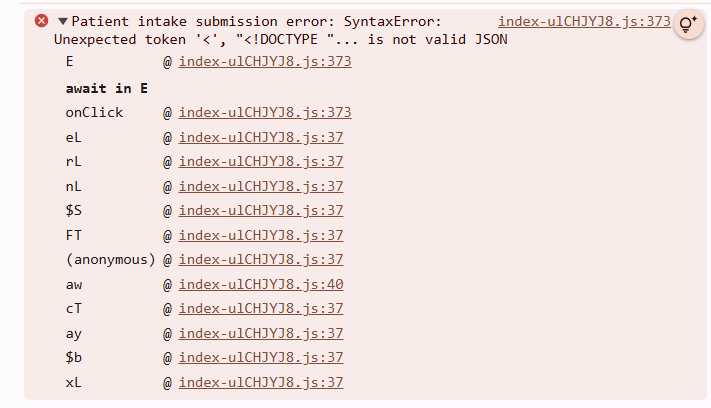 Patient intake submission error: SyntaxError: index-ulCHJYJ8.js:373
Unexpected token '<', "<!DOCTYPE "... is not valid JSON
E @ index-ulCHJYJ8.js:373
await in E
onClick @ index-ulCHJYJ8.js:373
eL @ index-ulCHJYJ8.js:37
rL @ index-ulCHJYJ8.js:37
nL @ index-ulCHJYJ8.js:37
$S @ index-ulCHJYJ8.js:37
FT @ index-ulCHJYJ8.js:37
(anonymous) @ index-ulCHJYJ8.js:37
aw @ index-ulCHJYJ8.js:40
cT @ index-ulCHJYJ8.js:37
ay @ index-ulCHJYJ8.js:37
$b @ index-ulCHJYJ8.js:37
xL @ index-ulCHJYJ8.js:37